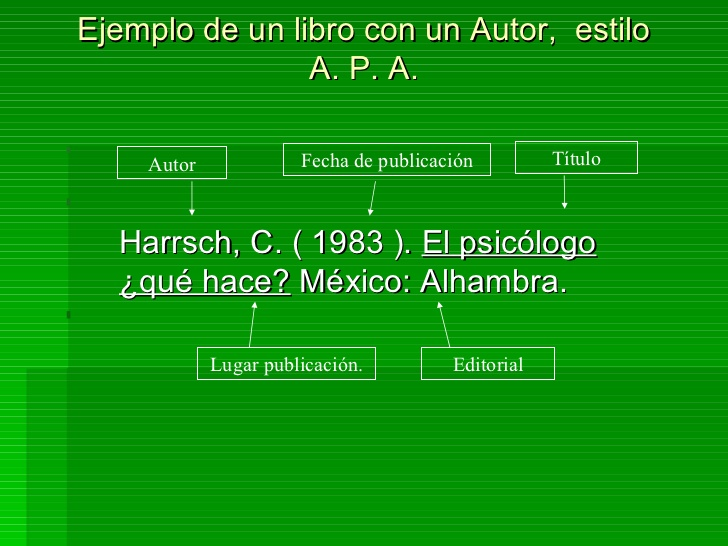 Ejemplo de un libro con un Autor,  estilo
A. P. A.
Autor
Fecha de publicación
Título
Harrsch, C. ( 1983 ). El psicólogo
¿qué hace? México: Alhambra.
Lugar publicación.
Editorial